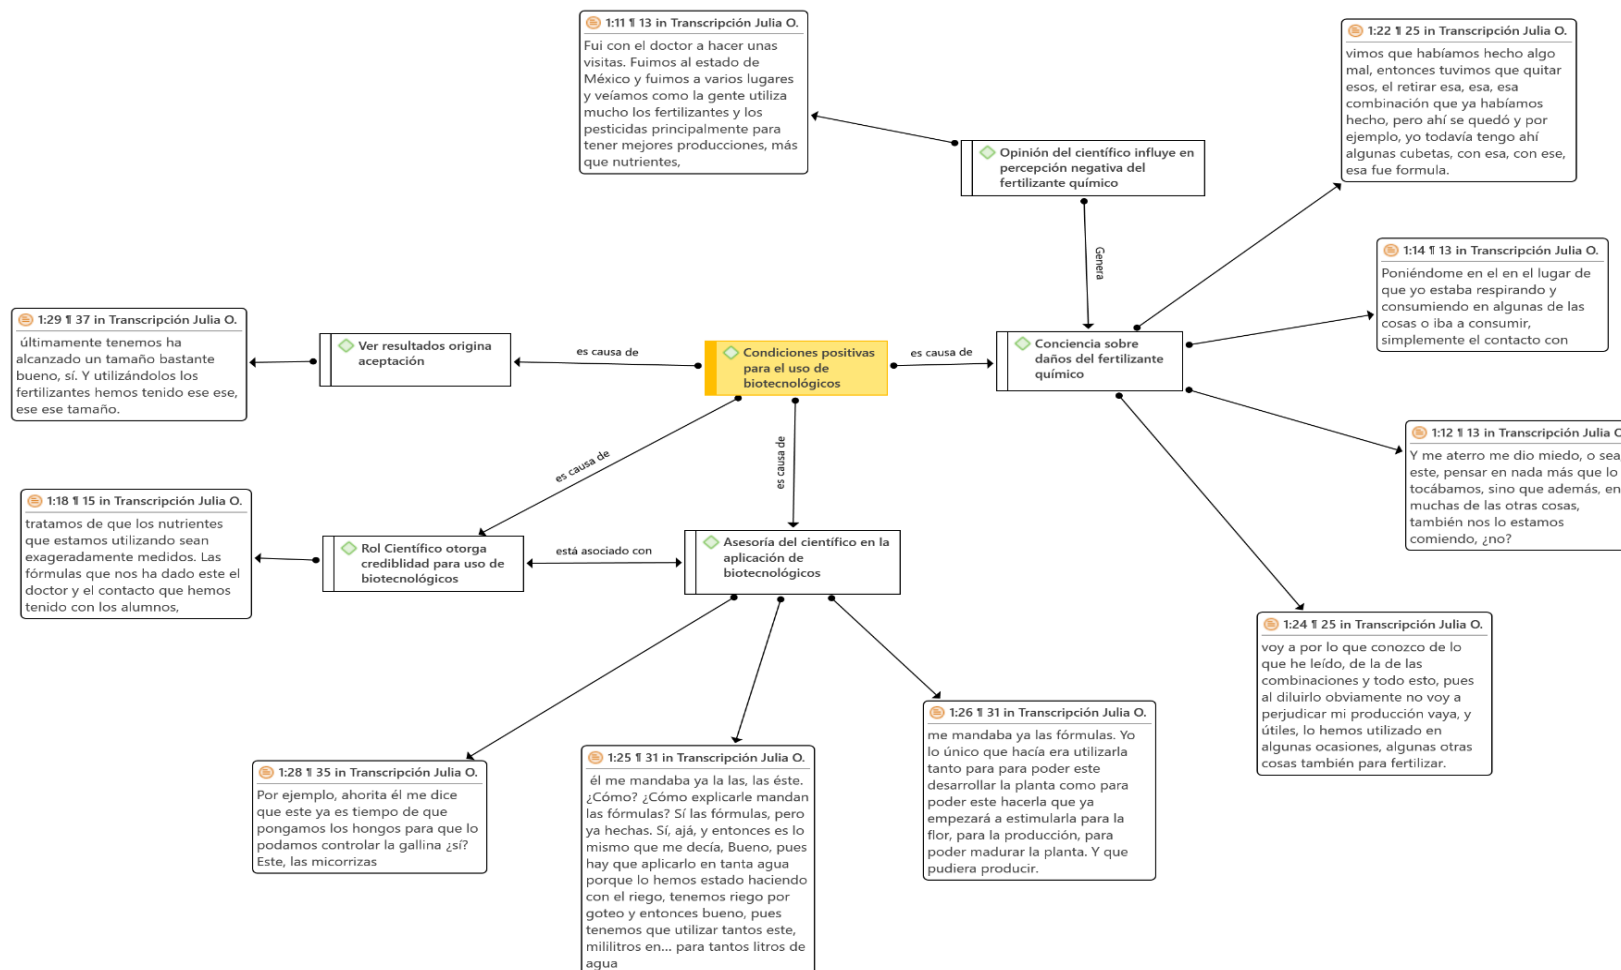 1:11 ¶ 13 in Transcripción Julia O.
Fui con el doctor a hacer unas
visitas. Fuimos al estado de
México y fuimos a varios lugares
y veíamos como la gente utiliza
mucho los fertilizantes y los
pesticidas principalmente para
tener mejores producciones, más
que nutrientes,
1:22 ¶ 25 in Transcripción Julia O.
vimos que habíamos hecho algo
mal, entonces tuvimos que quitar
esos, el retirar esa, esa, esa
combinación que ya habíamos
hecho, pero ahí se quedó y por
ejemplo, yo todavía tengo ahí
algunas cubetas, con esa, con ese,
esa fue formula.
Opinión del científico influye en
percepción negativa del
fertilizante químico
Genera
1:14 ¶ 13 in Transcripción Julia O.
Poniéndome en el en el lugar de
que yo estaba respirando y
consumiendo en algunas de las
cosas o iba a consumir,
simplemente el contacto con
1:29 ¶ 37 in Transcripción Julia O.
últimamente tenemos ha
alcanzado un tamaño bastante
bueno, sí. Y utilizándolos los
fertilizantes hemos tenido ese ese,
ese ese tamaño.
Ver resultados origina
aceptación
es causa de
Condiciones positivas
para el uso de
biotecnológicos
es causa de
Conciencia sobre
daños del fertilizante
químico
es causa de
es causa de
1:12 ¶ 13 in Transcripción Julia O
Y me aterro me dio miedo, o sea,
este, pensar en nada más que lo
tocábamos, sino que además, en
muchas de las otras cosas,
también nos lo estamos
comiendo, ¿no?
1:18 ¶ 15 in Transcripción Julia O.
tratamos de que los nutrientes
que estamos utilizando sean
exageradamente medidos. Las
fórmulas que nos ha dado este el
doctor y el contacto que hemos
tenido con los alumnos,
Rol Científico otorga
crediblidad para uso de
biotecnológicos
está asociado con
Asesoría del científico en la
aplicación de
biotecnológicos
1:24 ¶ 25 in Transcripción Julia O.
voy a por lo que conozco de lo
que he leído, de la de las
combinaciones y todo esto, pues
al diluirlo obviamente no voy a
perjudicar mi producción vaya, y
útiles, lo hemos utilizado en
algunas ocasiones, algunas otras
cosas también para fertilizar.
1:28 ¶ 35 in Transcripción Julia O.
Por ejemplo, ahorita él me dice
que este ya es tiempo de que
pongamos los hongos para que lo
podamos controlar la gallina ¿sí?
Este, las micorrizas
1:25 ¶ 31 in Transcripción Julia O.
él me mandaba ya la las, las éste.
¿Cómo? ¿Cómo explicarle mandan
las fórmulas? Sí las fórmulas, pero
ya hechas. Sí, ajá, y entonces es lo
mismo que me decía, Bueno, pues
hay que aplicarlo en tanta agua
porque lo hemos estado haciendo
con el riego, tenemos riego por
goteo y entonces bueno, pues
tenemos que utilizar tantos este,
mililitros en... para tantos litros de
agua
1:26 ¶ 31 in Transcripción Julia O.
me mandaba ya las fórmulas. Yo
lo único que hacía era utilizarla
tanto para para poder este
desarrollar la planta como para
poder este hacerla que ya
empezará a estimularla para la
flor, para la producción, para
poder madurar la planta. Y que
pudiera producir.